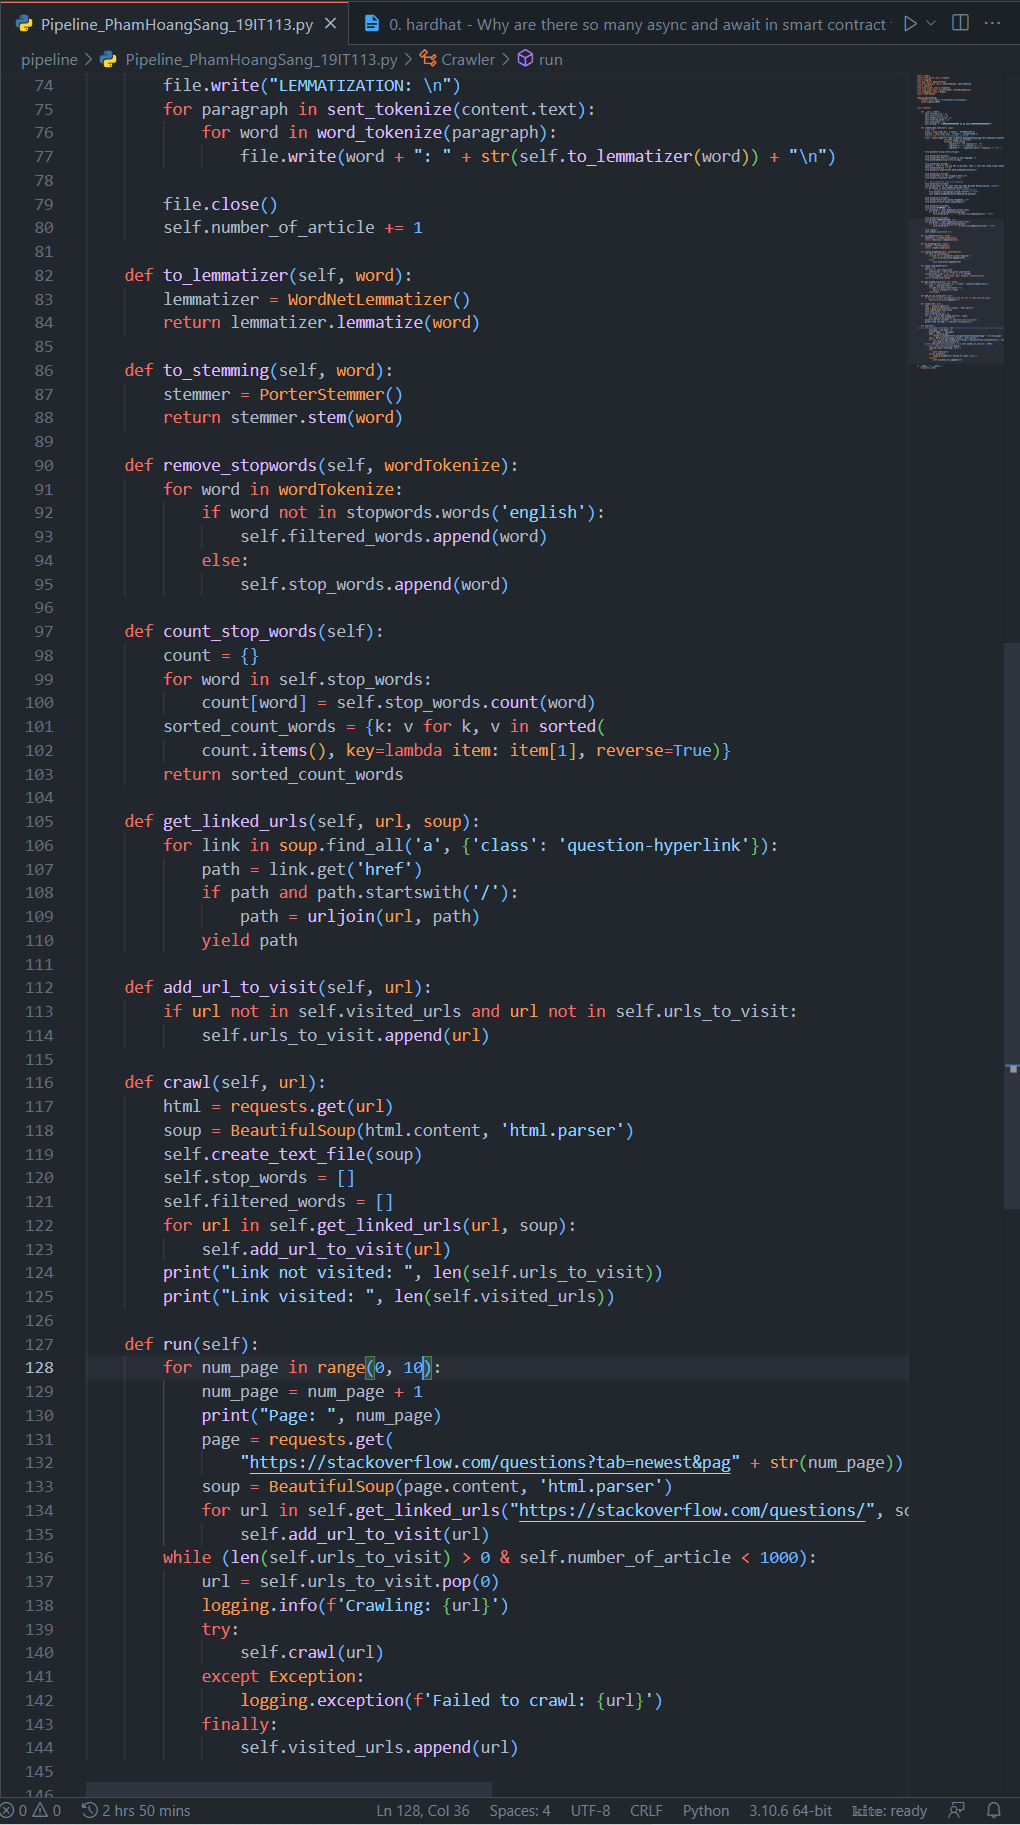 Pipeline_PhamHoangSang_19IT113.py
0. hardhat - Why are there so many async and await in smart contract
pipeline > Pipeline_PhamHoangSang_19IT113.py > Crawler > run
74 file.write("LEMMATIZATION: \n")
75 for paragraph in sent_tokenize(content.text):
76 for word in word_tokenize(paragraph):
77 file.write(word + ": " + str(self.to_lemmatizer(word)) + "\n")
78
79 file.close()
80 self.number_of_article += 1
81
82 def to_lemmatizer(self, word):
83 lemmatizer = WordNetLemmatizer()
84 return lemmatizer.lemmatize(word)
85
86 def to_stemming(self, word):
87 stemmer = PorterStemmer()
88 return stemmer.stem(word)
89
90 def remove_stopwords(self, wordTokenize):
91 for word in wordTokenize:
92 if word not in stopwords.words('english'):
93 self.filtered_words.append(word)
94 else:
95 self.stop_words.append(word)
96
97 def count_stop_words(self):
98 count = {}
99 for word in self.stop_words:
100 count[word] = self.stop_words.count(word)
101 sorted_count_words = {k: v for k, v in sorted(
102 count.items(), key=lambda item: item[1], reverse=True)}
103 return sorted_count_words
104
105 def get_linked_urls(self, url, soup):
106 for link in soup.find_all('a', {'class': 'question-hyperlink'}):
107 path = link.get('href')
108 if path and path.startswith('/'):
109 path = urljoin(url, path)
110 yield path
111
112 def add_url_to_visit(self, url):
113 if url not in self.visited_urls and url not in self.urls_to_visit:
114 self.urls_to_visit.append(url)
115
116 def crawl(self, url):
117 html = requests.get(url)
118 soup = BeautifulSoup(html.content, 'html.parser')
119 self.create_text_file(soup)
120 self.stop_words = []
121 self.filtered_words = []
122 for url in self.get_linked_urls(url, soup):
123 self.add_url_to_visit(url)
124 print("Link not visited: ", len(self.urls_to_visit))
125 print("Link visited: ", len(self.visited_urls))
126
127 def run(self):
128 for num_page in range(0, 10):
129 num_page = num_page + 1
130 print("Page: ", num_page)
131 page = requests.get(
132 "https://stackoverflow.com/questions?tab=newest&pag" + str(num_page))
133 soup = BeautifulSoup(page.content, 'html.parser')
134 for url in self.get_linked_urls("https://stackoverflow.com/questions/", so
135 self.add_url_to_visit(url)
136 while (len(self.urls_to_visit) > 0 & self.number_of_article < 1000):
137 url = self.urls_to_visit.pop(0)
138 logging.info(f'Crawling: {url}')
139 try:
140 self.crawl(url)
141 except Exception:
142 logging.exception(f'Failed to crawl: {url}')
143 finally:
144 self.visited_urls.append(url)
145
146
0 0 2 hrs 50 mins Ln 128, Col 36 Spaces: 4 UTF-8 CRLF Python 3.10.6 64-bit kite: ready